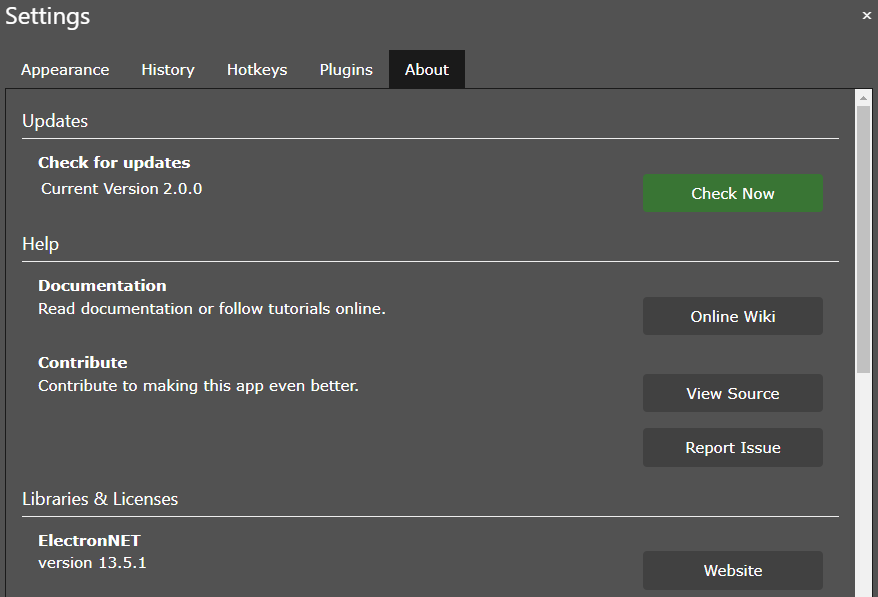 Settings
Appearance History Hotkeys Plugins About
Updates
Check for updates
Current Version 2.0.0
Check Now
Help
Documentation
Read documentation or follow tutorials online.
Online Wiki
Contribute
Contribute to making this app even better.
View Source
Report Issue
Libraries & Licenses
ElectronNET
version 13.5.1
Website